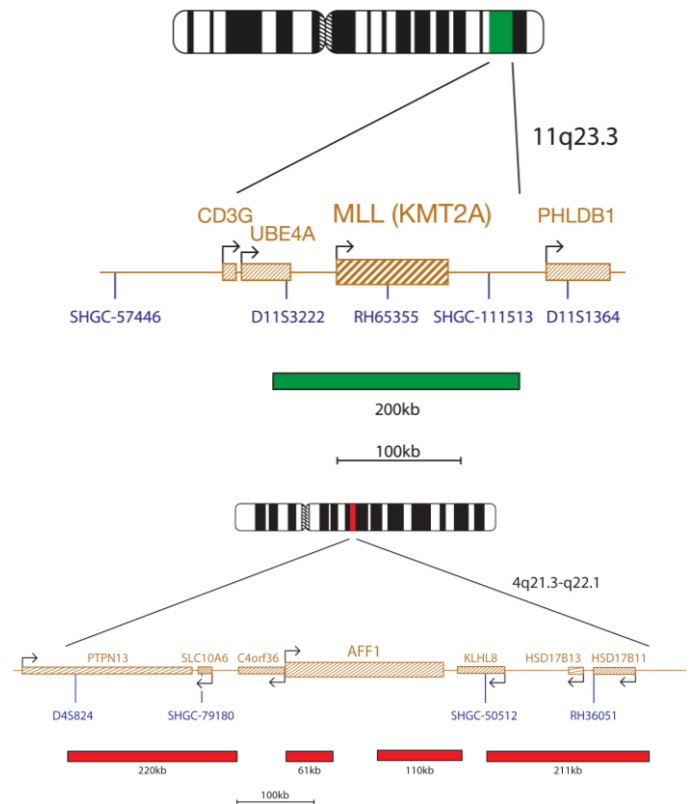 11q23.3
CD3G
UBE4A
MLL (KMT2A)
PHLDB1
SHGC-57446
D11S3222
RH65355
SHGC-111513
D11S1364
200kb
100kb
4q21.3-q22.1
PTPN13
SLC10A6
C4orf36
AFF1
KLHL8
HSD17B13
HSD17B11
D4S824
SHGC-79180
SHGC-50512
RH36051
220kb
61kb
110kb
211kb
100kb